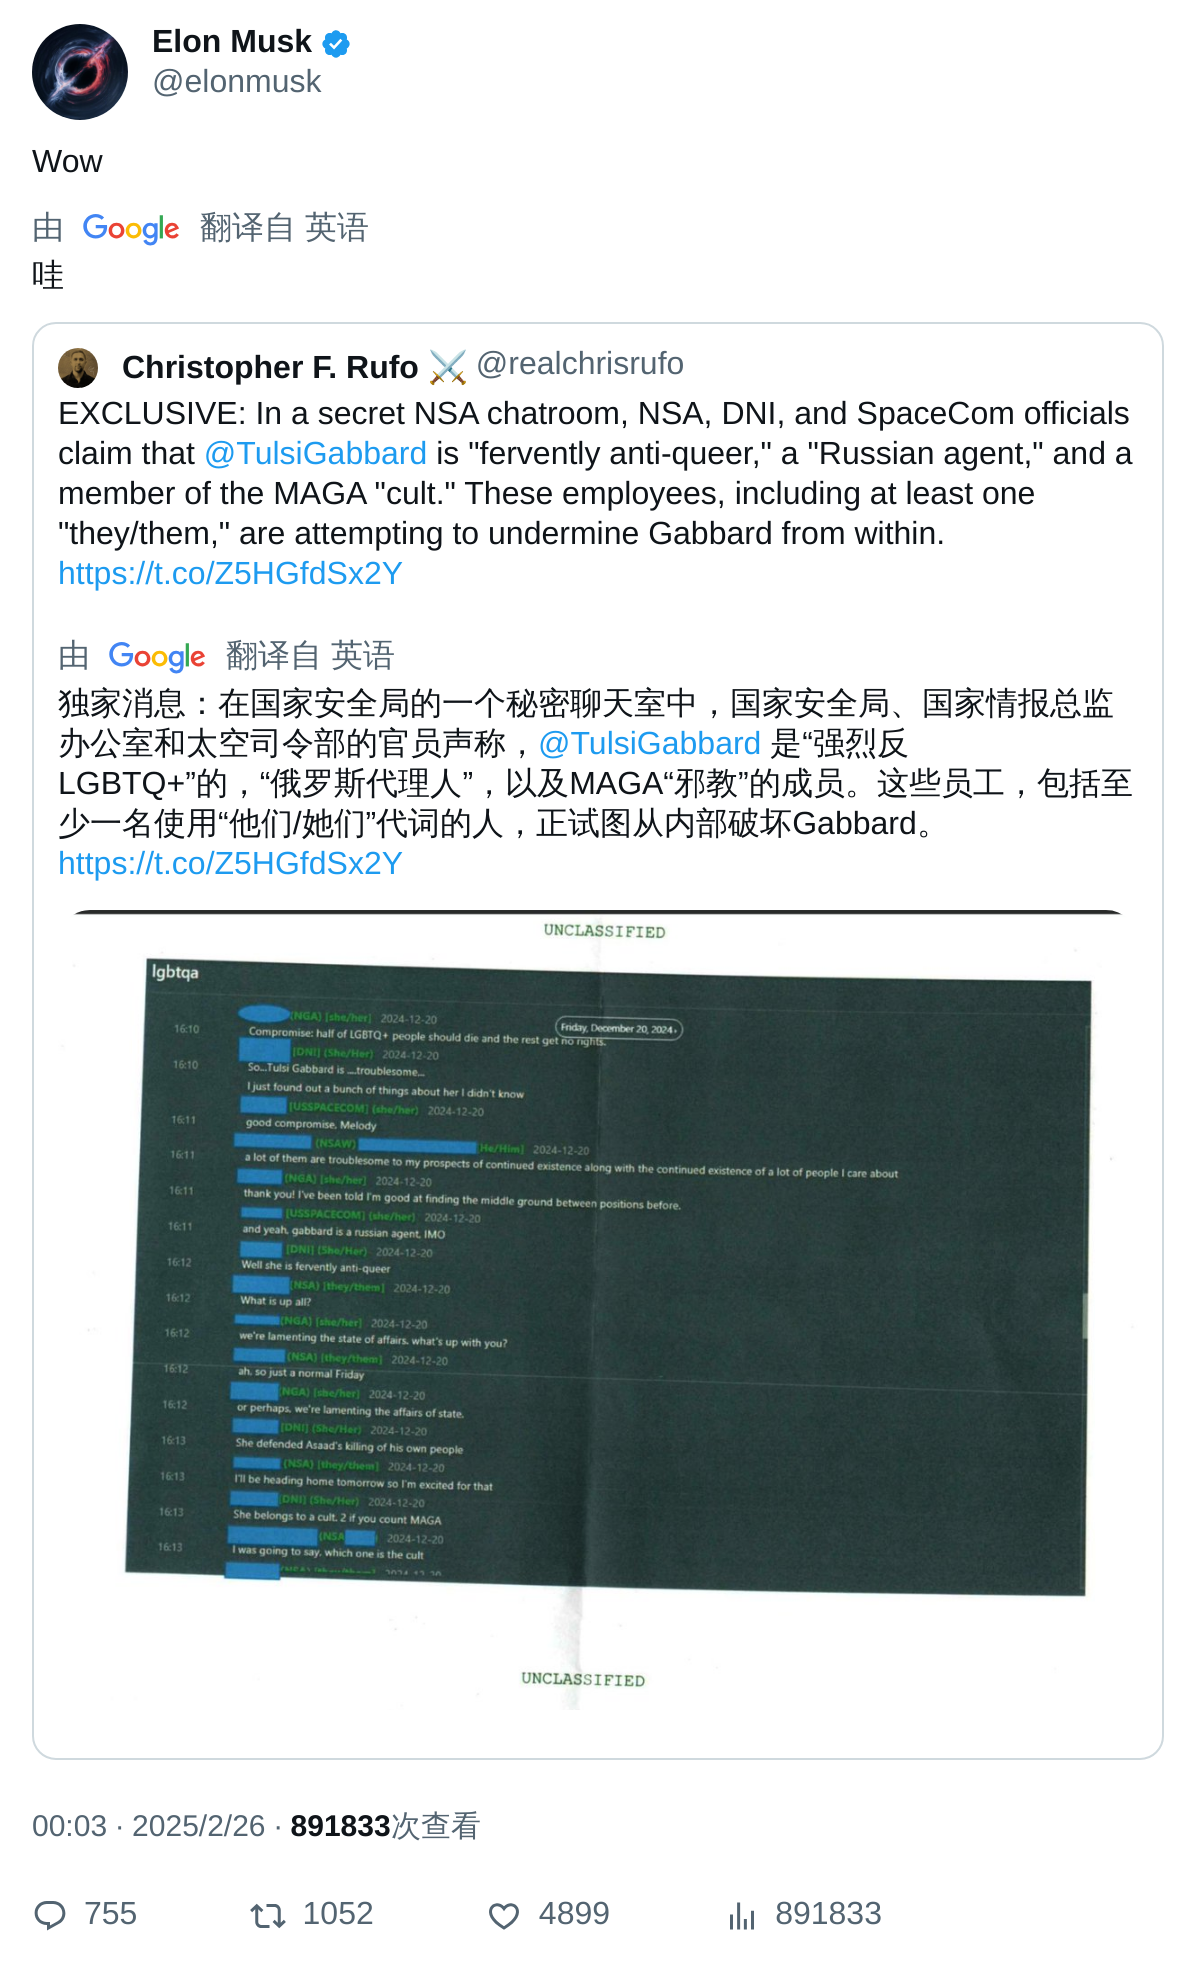 Elon Musk
@elonmusk
Wow
由 Google 翻译自 英语
哇
Christopher F. Rufo ⚔️ @realchrisrufo
EXCLUSIVE: In a secret NSA chatroom, NSA, DNI, and SpaceCom officials
claim that @TulsiGabbard is "fervently anti-queer," a "Russian agent," and a
member of the MAGA "cult." These employees, including at least one
"they/them," are attempting to undermine Gabbard from within.
https://t.co/Z5HGfdSx2Y
由 Google 翻译自 英语
独家消息：在国家安全局的一个秘密聊天室中，国家安全局、国家情报总监
办公室和太空司令部的官员声称，@TulsiGabbard 是“强烈反
LGBTQ+”的，“俄罗斯代理人”，以及MAGA“邪教”的成员。这些员工，包括至
少一名使用“他们/她们”代词的人，正试图从内部破坏Gabbard。
https://t.co/Z5HGfdSx2Y
UNCLASSIFIED
lgbtqa
(NGA) [she/her] 2024-12-20
Friday, December 20, 2024
16:10 Compromise: half of LGBTQ+ people should die and the rest get no rights.
[DNI] (She/Her) 2024-12-20
16:10 So...Tulsi Gabbard is ....troublesome...
I just found out a bunch of things about her I didn't know
[USSPACECOM] (she/her) 2024-12-20
16:11 good compromise, Melody
(NSAW) He/Him] 2024-12-20
16:11 a lot of them are troublesome to my prospects of continued existence along with the continued existence of a lot of people I care about
(NGA) [she/her] 2024-12-20
16:11 thank you! I've been told I'm good at finding the middle ground between positions before.
[USSPACECOM] (she/her) 2024-12-20
16:11 and yeah, gabbard is a russian agent, IMO
[DNI] (She/Her) 2024-12-20
16:12 Well she is fervently anti-queer
(NSA) [they/them] 2024-12-20
16:12 What is up all?
(NGA) [she/her] 2024-12-20
16:12 we're lamenting the state of affairs. what's up with you?
(NSA) [they/them] 2024-12-20
16:12 ah, so just a normal Friday
NGA) [she/her] 2024-12-20
16:12 or perhaps, we're lamenting the affairs of state.
[DNI] (She/Her) 2024-12-20
16:13 She defended Asaad's killing of his own people
(NSA) [they/them] 2024-12-20
16:13 I'll be heading home tomorrow so I'm excited for that
[DNI] (She/Her) 2024-12-20
16:13 She belongs to a cult. 2 if you count MAGA
(NSA ) 2024-12-20
16:13 I was going to say, which one is the cult
UNCLASSIFIED
00:03 · 2025/2/26 · 891833次查看
755 1052 4899 891833